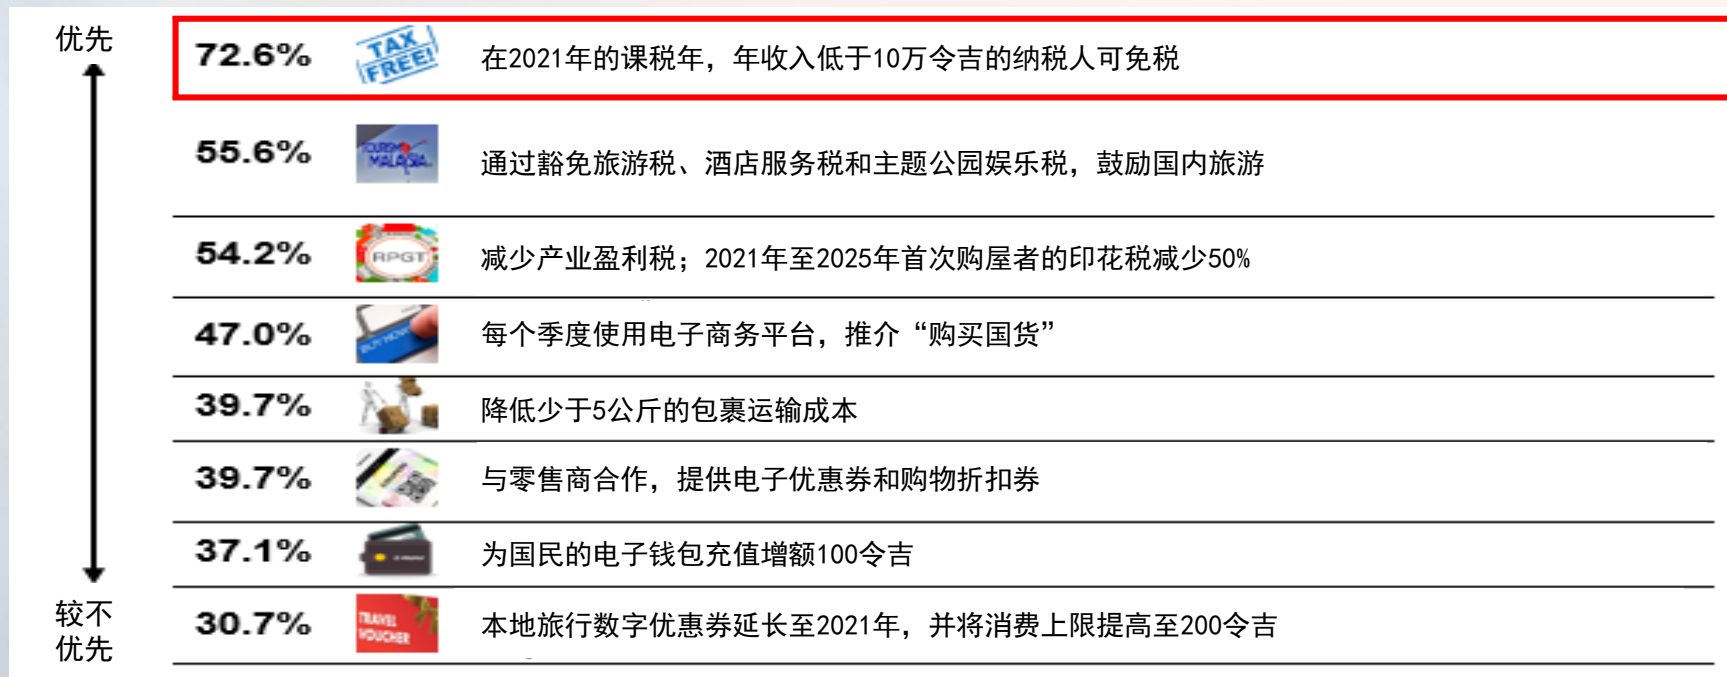 优先
72.6%
TAX FREE!
在2021年的课税年，年收入低于10万令吉的纳税人可免税
55.6%
TOURISM MALAYSIA
通过豁免旅游税、酒店服务税和主题公园娱乐税，鼓励国内旅游
54.2%
RPGT
减少产业盈利税；2021年至2025年首次购屋者的印花税减少50%
47.0%
BUY NOW
每个季度使用电子商务平台，推介“购买国货”
39.7%
降低少于5公斤的包裹运输成本
39.7%
与零售商合作，提供电子优惠券和购物折扣券
37.1%
为国民的电子钱包充值增额100令吉
较不
优先
30.7%
TRAVEL
VOUCHER
本地旅行数字优惠券延长至2021年，并将消费上限提高至200令吉